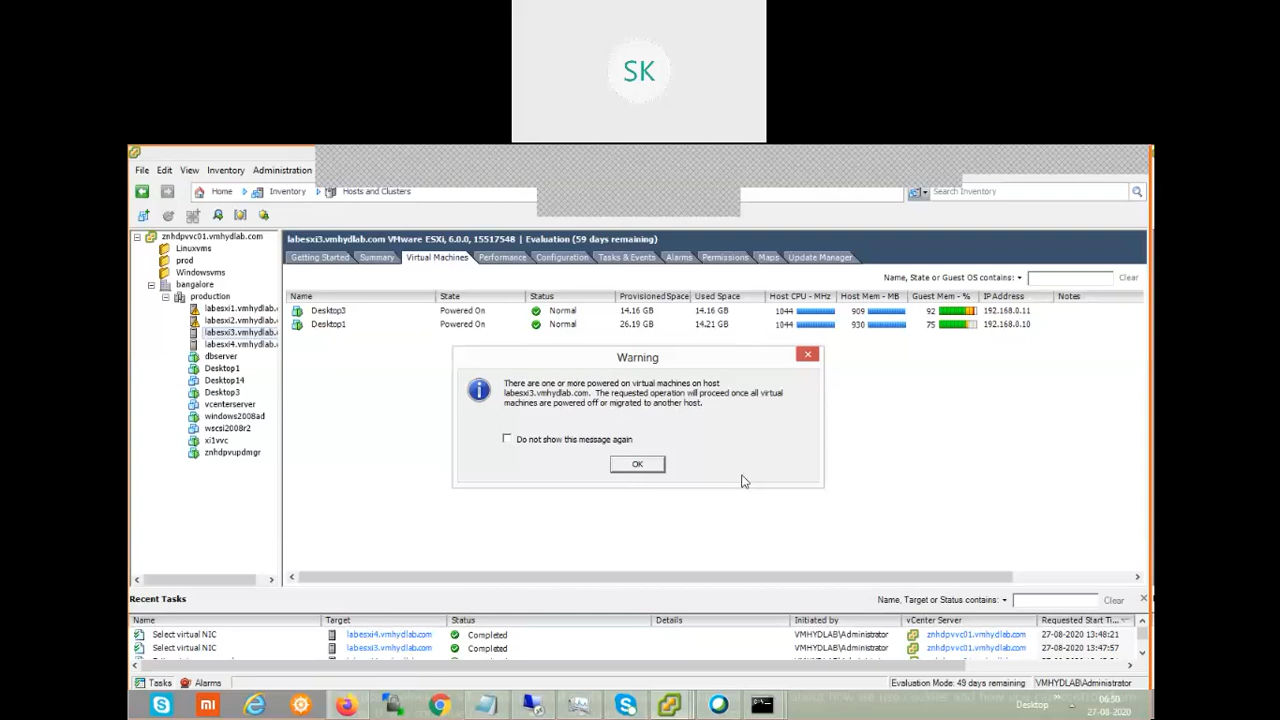 SK
File Edit View Inventory Administration
Home Inventory Hosts and Clusters Search Inventory
znhdpvvc01.vmhydlab.com
Linuxvms
prod
Windowsvms
bangalore
production
labesxi1.vmhydlab.
labesxi2.vmhydlab.
labesxi3.vmhydlab.
labesxi4.vmhydlab.
dbserver
Desktop1
Desktop14
Desktop3
vcenterserver
windows2008ad
wscsi2008r2
xi1vvc
znhdpvupdmgr
labesxi3.vmhydlab.com VMware ESXi, 6.0.0, 15517548 | Evaluation (59 days remaining)
Getting Started Summary Virtual Machines Performance Configuration Tasks & Events Alarms Permissions Maps Update Manager
Name, State or Guest OS contains: Clear
Name State Status Provisioned Space Used Space Host CPU - MHz Host Mem - MB Guest Mem - % IP Address Notes
Desktop3 Powered On Normal 14.16 GB 14.16 GB 1044 909 92 192.168.0.11
Desktop1 Powered On Normal 26.19 GB 14.21 GB 1044 930 75 192.168.0.10
Warning
There are one or more powered on virtual machines on host
labesxi3.vmhydlab.com. The requested operation will proceed once all virtual
machines are powered off or migrated to another host.
Do not show this message again
OK
Recent Tasks Name, Target or Status contains: Clear
Name Target Status Details Initiated by vCenter Server Requested Start Ti...
Select virtual NIC labesxi4.vmhydlab.com Completed VMHYDLAB\Administrator znhdpvvc01.vmhydlab.com 27-08-2020 13:48:21
Select virtual NIC labesxi3.vmhydlab.com Completed VMHYDLAB\Administrator znhdpvvc01.vmhydlab.com 27-08-2020 13:47:57
Tasks Alarms Evaluation Mode: 49 days remaining VMHYDLAB\Administrator
Desktop 06:50
27-08-2020